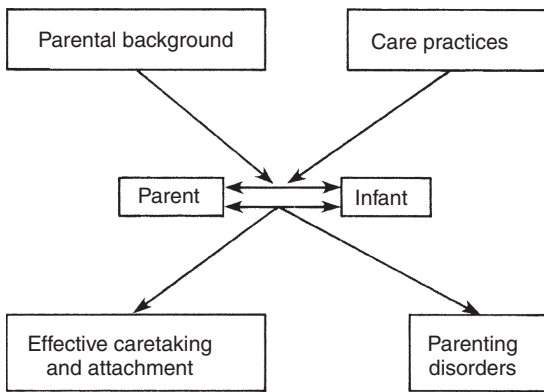 Parental background
Care practices
Parent
Infant
Effective caretaking
and attachment
Parenting
disorders